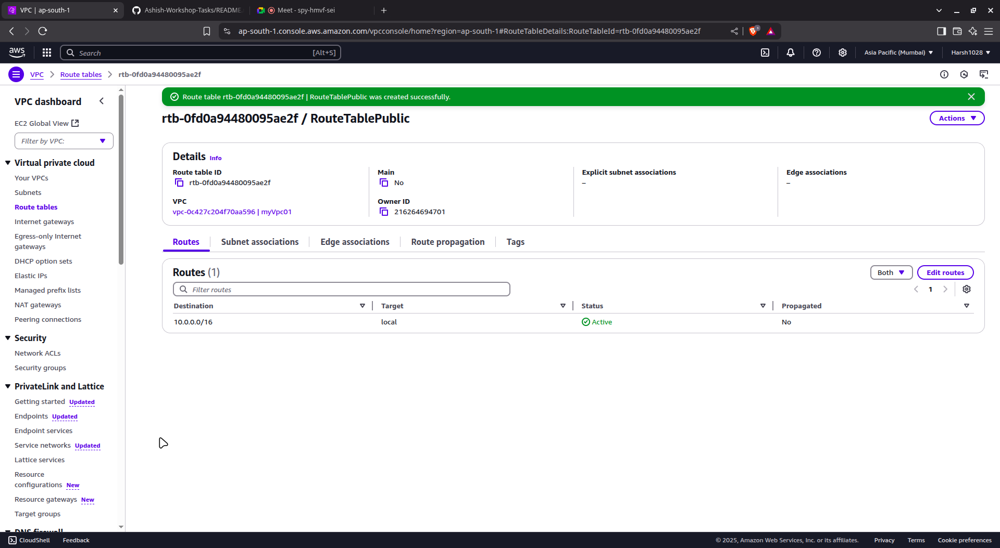 VPC | ap-south-1
Ashish-Workshop-Tasks/README.
Meet - spy-hmvf-sei
ap-south-1.console.aws.amazon.com/vpcconsole/home?region=ap-south-1#RouteTableDetails:RouteTableId=rtb-0fd0a94480095ae2f
3
aws
Search
[Alt+S]
Asia Pacific (Mumbai)
Harsh1028
VPC
Route tables
rtb-0fd0a94480095ae2f
VPC dashboard
EC2 Global View
Filter by VPC:
Virtual private cloud
Your VPCs
Subnets
Route tables
Internet gateways
Egress-only Internet
gateways
DHCP option sets
Elastic IPs
Managed prefix lists
NAT gateways
Peering connections
Security
Network ACLs
Security groups
PrivateLink and Lattice
Getting started Updated
Endpoints Updated
Endpoint services
Service networks Updated
Lattice services
Resource
configurations New
Resource gateways New
Target groups
DNS firewall
Route table rtb-0fd0a94480095ae2f | RouteTablePublic was created successfully.
rtb-0fd0a94480095ae2f / RouteTablePublic
Actions
Details Info
Route table ID
rtb-0fd0a94480095ae2f
Main
No
Explicit subnet associations
–
Edge associations
–
VPC
vpc-0c427c204f70aa596 | myVpc01
Owner ID
216264694701
Routes
Subnet associations
Edge associations
Route propagation
Tags
Routes (1)
Both
Edit routes
Filter routes
1
Destination Target Status Propagated
10.0.0.0/16 local Active No
CloudShell
Feedback
© 2025, Amazon Web Services, Inc. or its affiliates.
Privacy
Terms
Cookie preferences